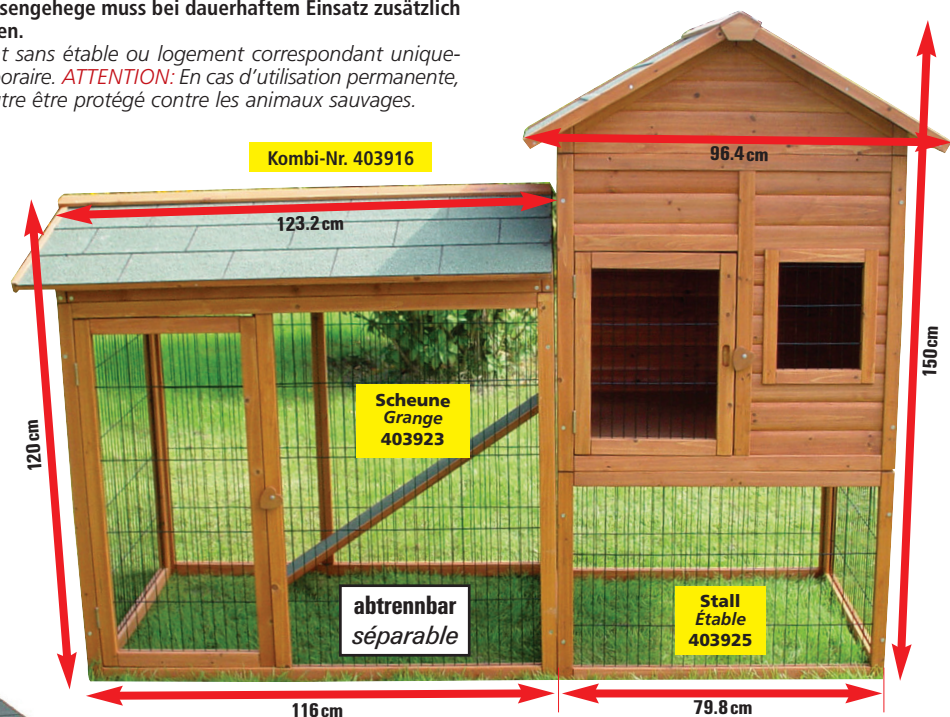 sengehege muss bei dauerhaftem Einsatz zusätzlich
en.
t sans étable ou logement correspondant unique-
poraire. ATTENTION: En cas d'utilisation permanente,
utre être protégé contre les animaux sauvages.
Kombi-Nr. 403916
96.4 cm
123.2 cm
150 cm
120 cm
Scheune
Grange
403923
abtrennbar
séparable
Stall
Étable
403925
116 cm
79.8 cm